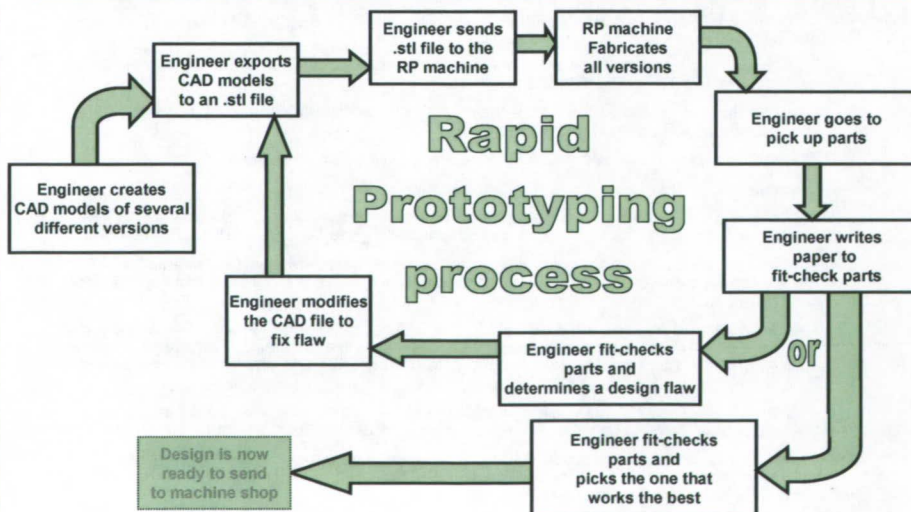 Engineer creates
CAD models of several
different versions
Engineer exports
CAD models
to an .stl file
Engineer sends
.stl file to the
RP machine
RP machine
Fabricates
all versions
Engineer goes to
pick up parts
Engineer writes
paper to
fit-check parts
or
Engineer fit-checks
parts and
determines a design flaw
Engineer modifies
the CAD file to
fix flaw
Engineer fit-checks
parts and
picks the one that
works the best
Design is now
ready to send
to machine shop
Rapid
Prototyping
process